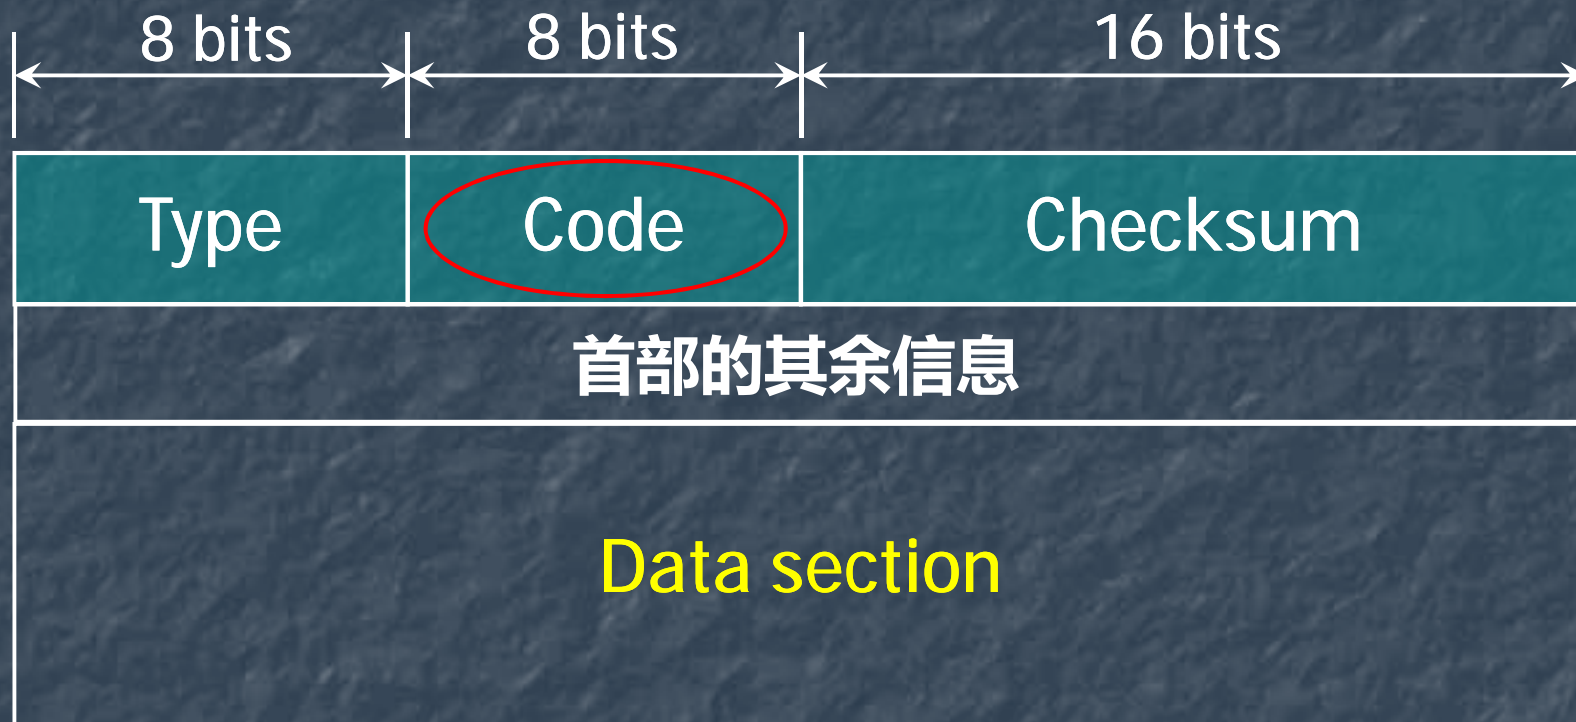 8 bits 8 bits 16 bits
Type Code Checksum
首部的其余信息
Data section